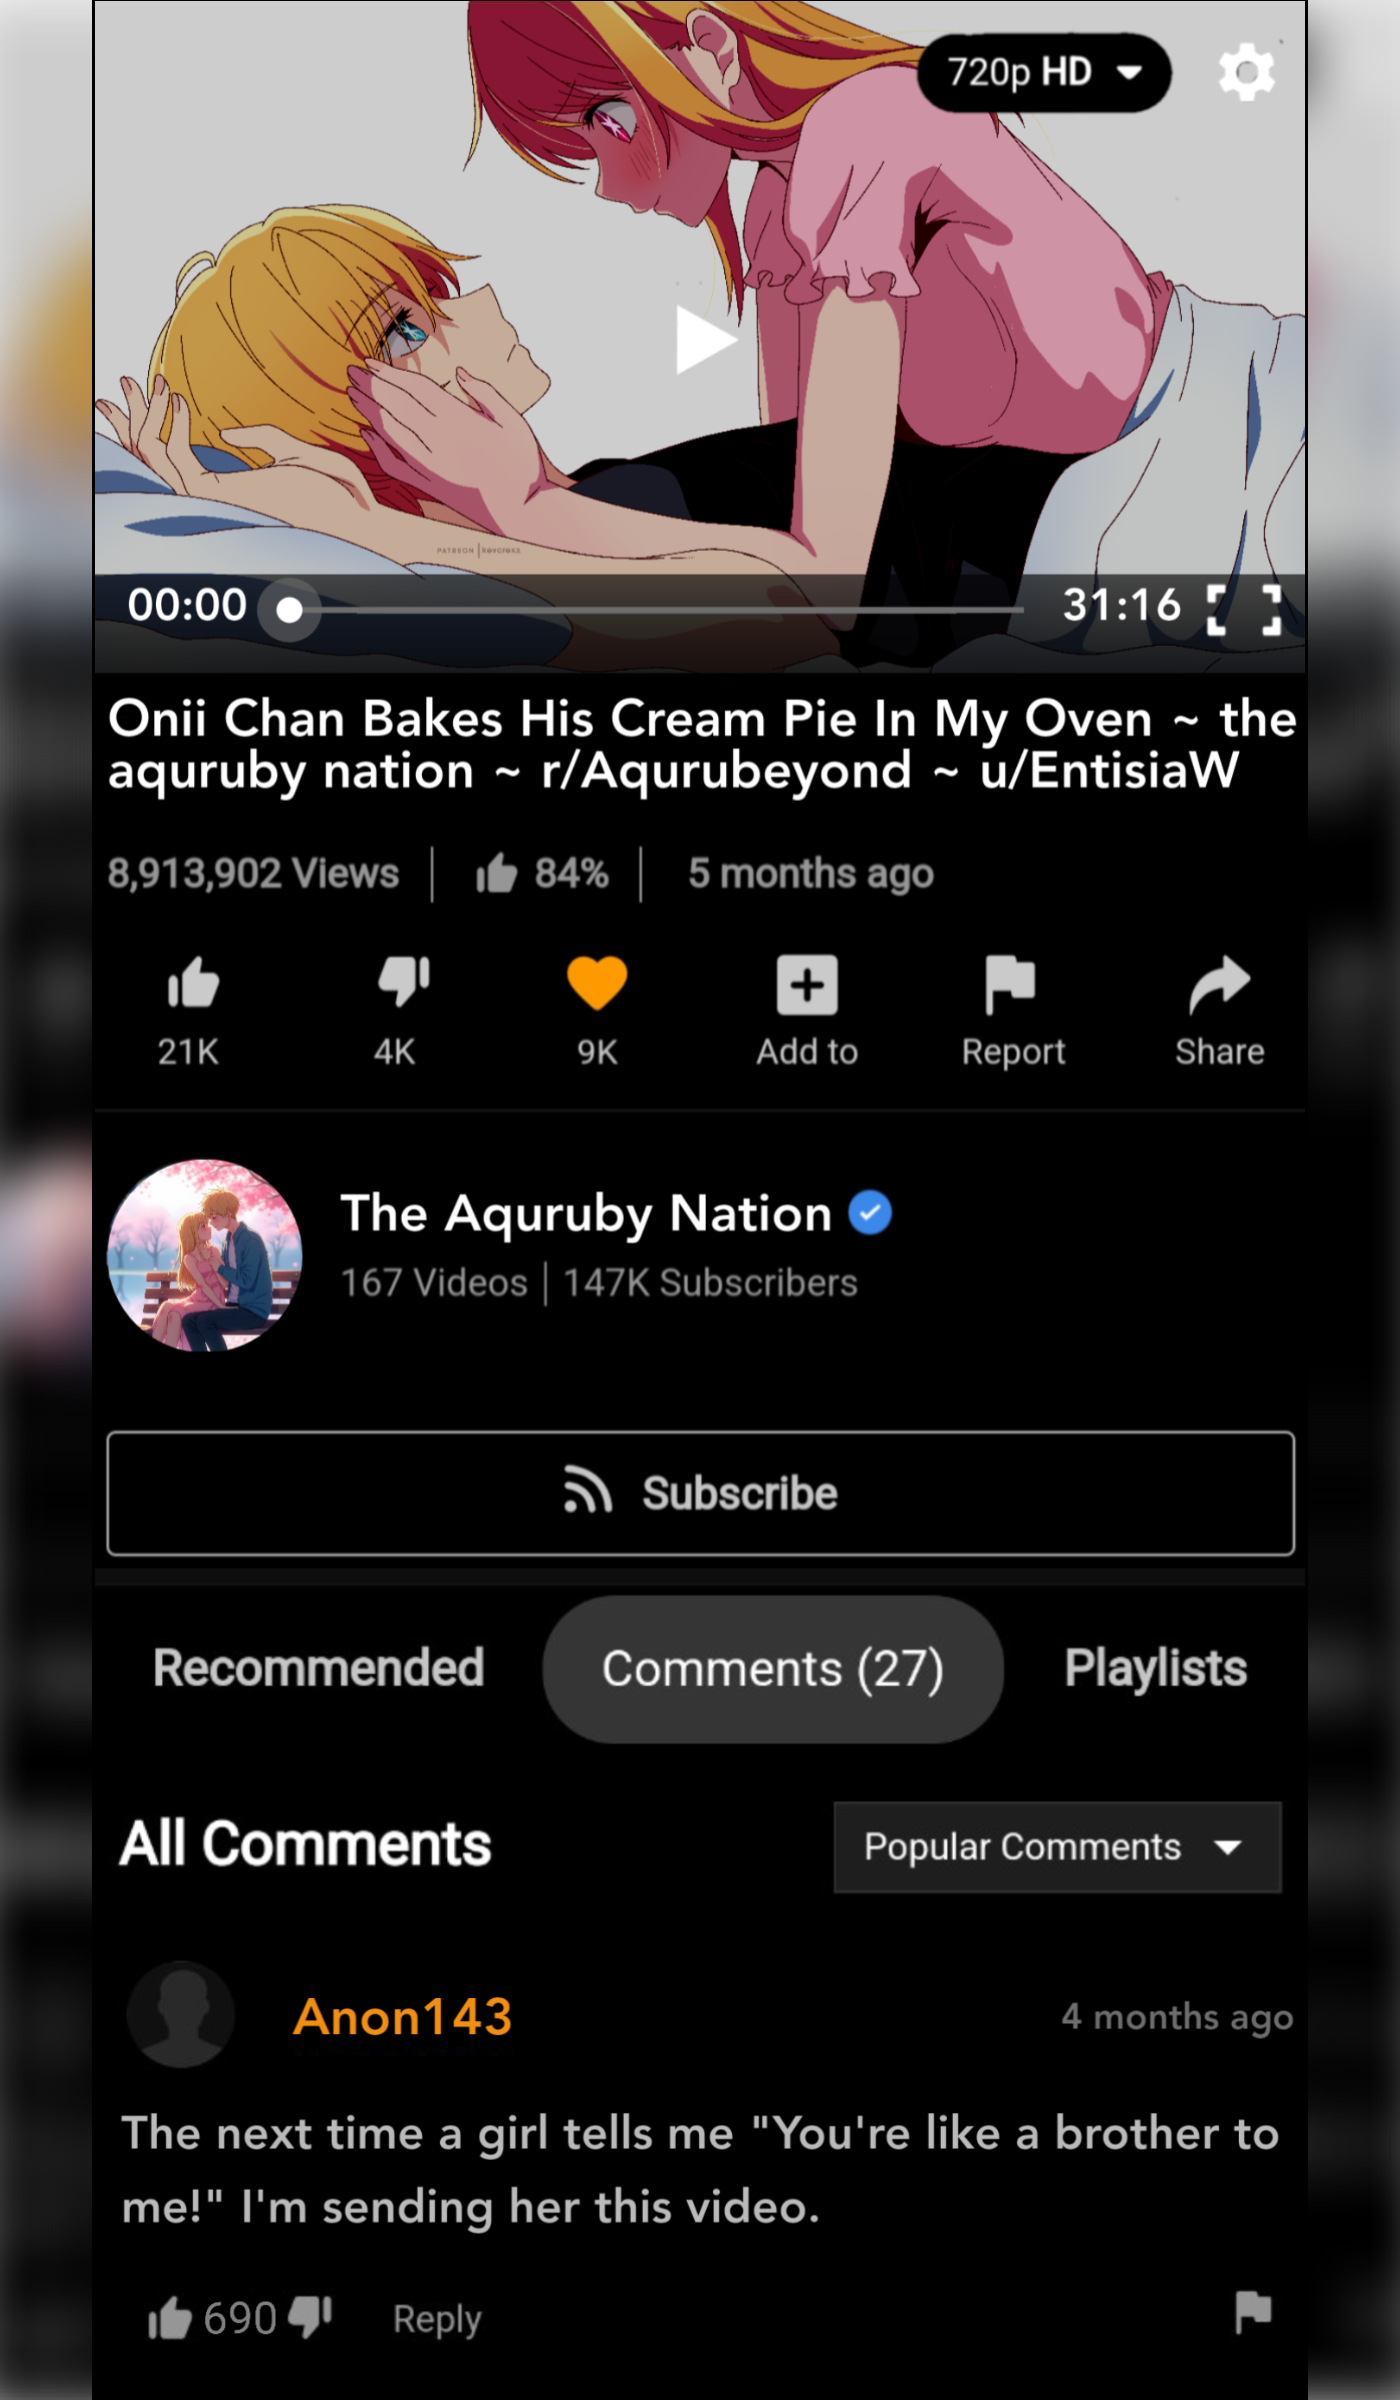 720p HD
PATREON | kevcrexx
00:00
31:16
Onii Chan Bakes His Cream Pie In My Oven ~ the
aquruby nation ~ r/Aqurubeyond ~ u/EntisiaW
8,913,902 Views | 84% | 5 months ago
21K 4K 9K Add to Report Share
The Aquruby Nation
167 Videos | 147K Subscribers
Subscribe
Recommended Comments (27) Playlists
All Comments Popular Comments
Anon143 4 months ago
The next time a girl tells me "You're like a brother to
me!" I'm sending her this video.
690 Reply